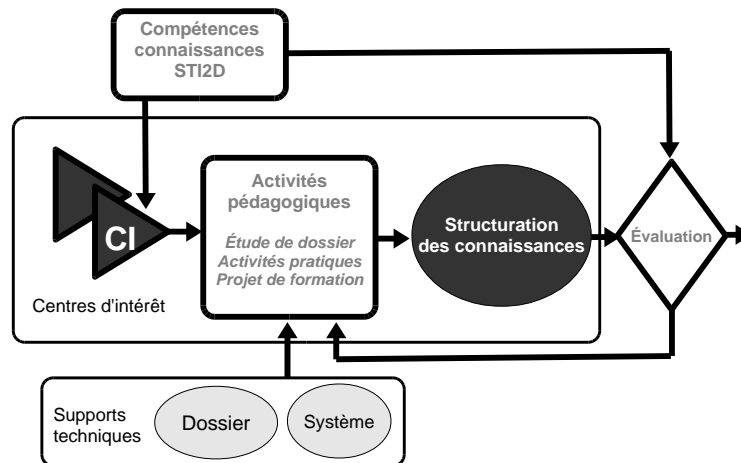 Compétences
connaissances
STI2D
CI
Centres d'intérêt
Activités
pédagogiques
Étude de dossier
Activités pratiques
Projet de formation
Structuration
des connaissances
Évaluation
Supports
techniques
Dossier
Système